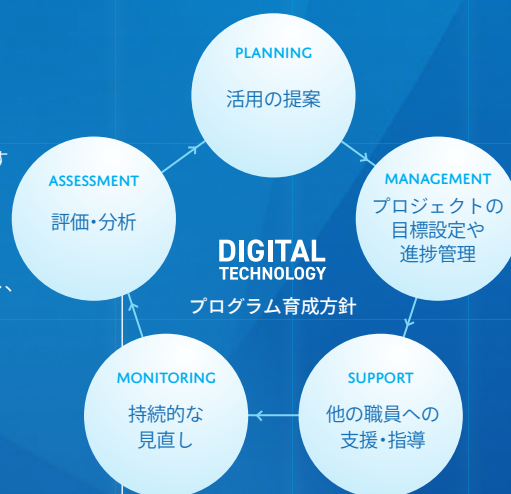 PLANNING
活用の提案
す
ASSESSMENT
評価・分析
MANAGEMENT
プロジェクトの
目標設定や
進捗管理
DIGITAL
TECHNOLOGY
プログラム育成方針
、
MONITORING
持続的な
見直し
SUPPORT
他の職員への
支援・指導